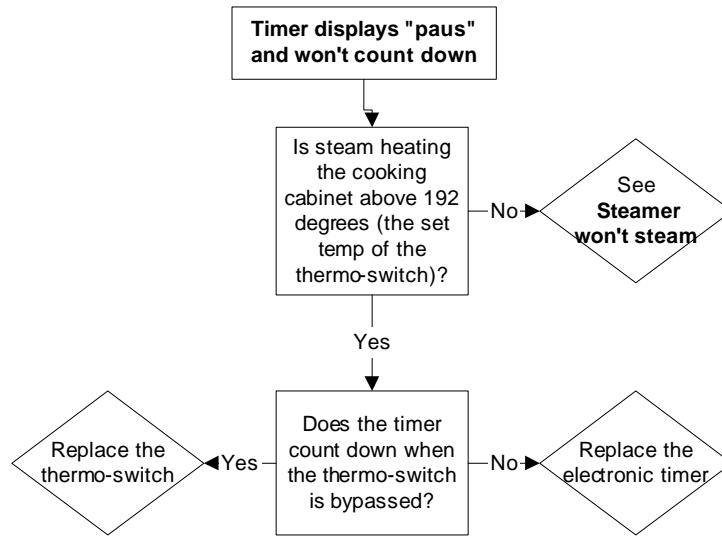 Timer displays "paus"
and won't count down
Is steam heating
the cooking
cabinet above 192
degrees (the set
temp of the
thermo-switch)?
No
See
Steamer
won't steam
Yes
Does the timer
count down when
the thermo-switch
is bypassed?
Yes
Replace the
thermo-switch
No
Replace the
electronic timer